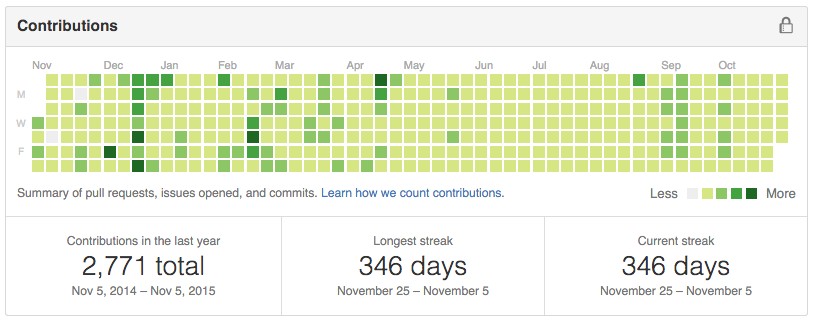 Contributions
Nov Dec Jan Feb Mar Apr May Jun Jul Aug Sep Oct
M
W
F
Summary of pull requests, issues opened, and commits. Learn how we count contributions.
Less More
Contributions in the last year
2,771 total
Nov 5, 2014 – Nov 5, 2015
Longest streak
346 days
November 25 – November 5
Current streak
346 days
November 25 – November 5